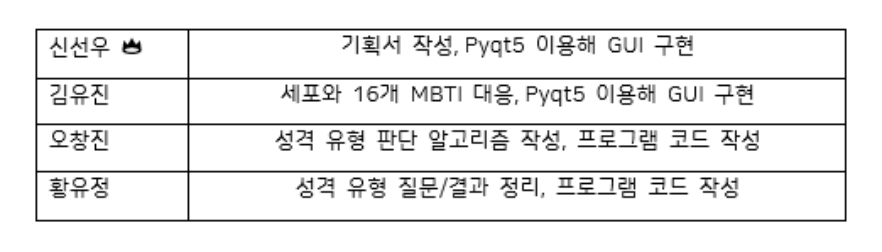 신선우
기획서 작성, Pyqt5 이용해 GUI 구현
김유진
세포와 16개 MBTI 대응, Pyqt5 이용해 GUI 구현
오창진
성격 유형 판단 알고리즘 작성, 프로그램 코드 작성
황유정
성격 유형 질문/결과 정리, 프로그램 코드 작성